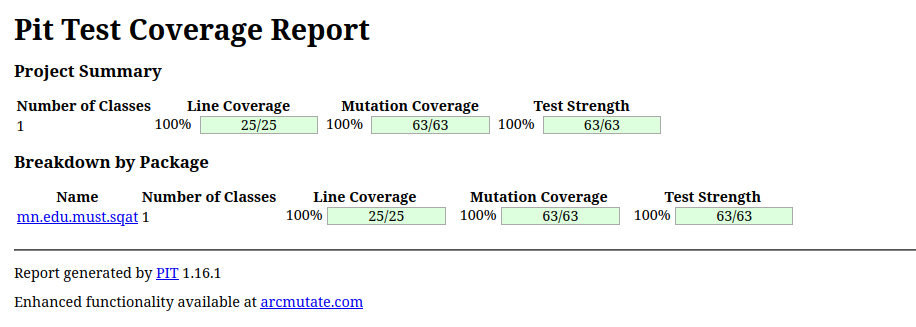 Pit Test Coverage Report
Project Summary
Number of Classes Line Coverage Mutation Coverage Test Strength
1 100% 25/25 100% 63/63 100% 63/63
Breakdown by Package
Name Number of Classes Line Coverage Mutation Coverage Test Strength
mn.edu.must.sqat 1 100% 25/25 100% 63/63 100% 63/63
Report generated by PIT 1.16.1
Enhanced functionality available at arcmutate.com